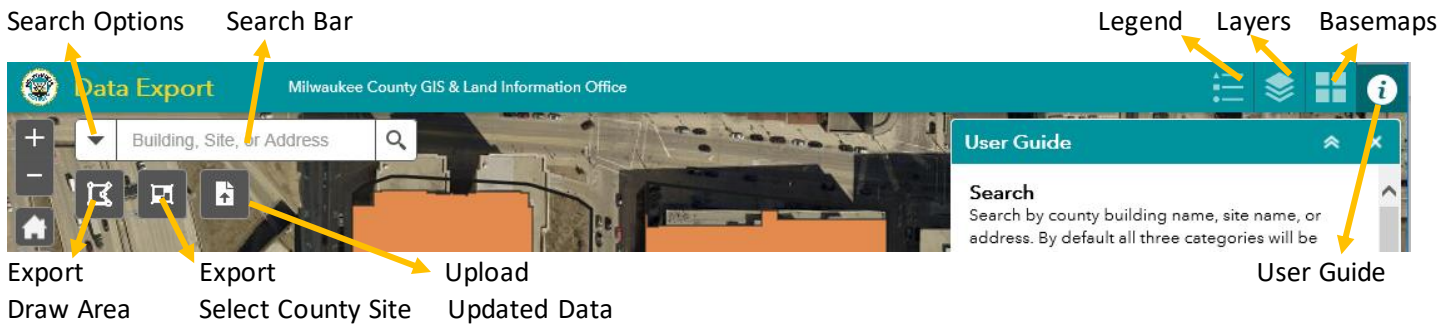 Search Options Search Bar Legend Layers Basemaps
Data Export Milwaukee County GIS & Land Information Office
Building, Site, or Address
User Guide
Search
Search by county building name, site name, or
address. By default all three categories will be
Export Export Upload User Guide
Draw Area Select County Site Updated Data